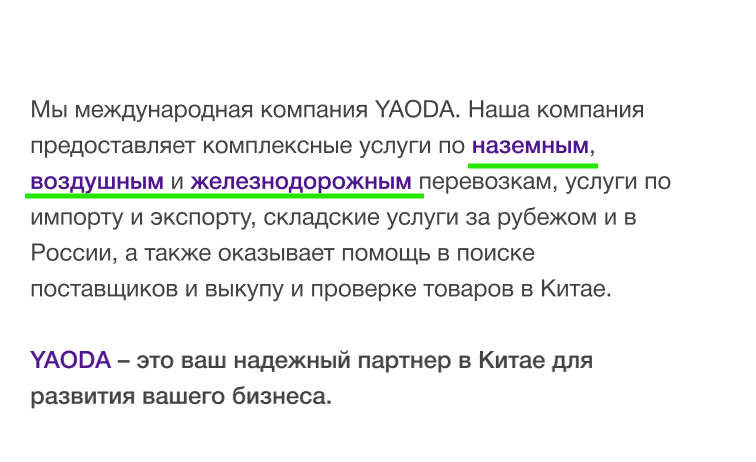 Мы международная компания YAODA. Наша компания
предоставляет комплексные услуги по наземным,
воздушным и железнодорожным перевозкам, услуги по
импорту и экспорту, складские услуги за рубежом и в
России, а также оказывает помощь в поиске
поставщиков и выкупу и проверке товаров в Китае.
YAODA – это ваш надежный партнер в Китае для
развития вашего бизнеса.